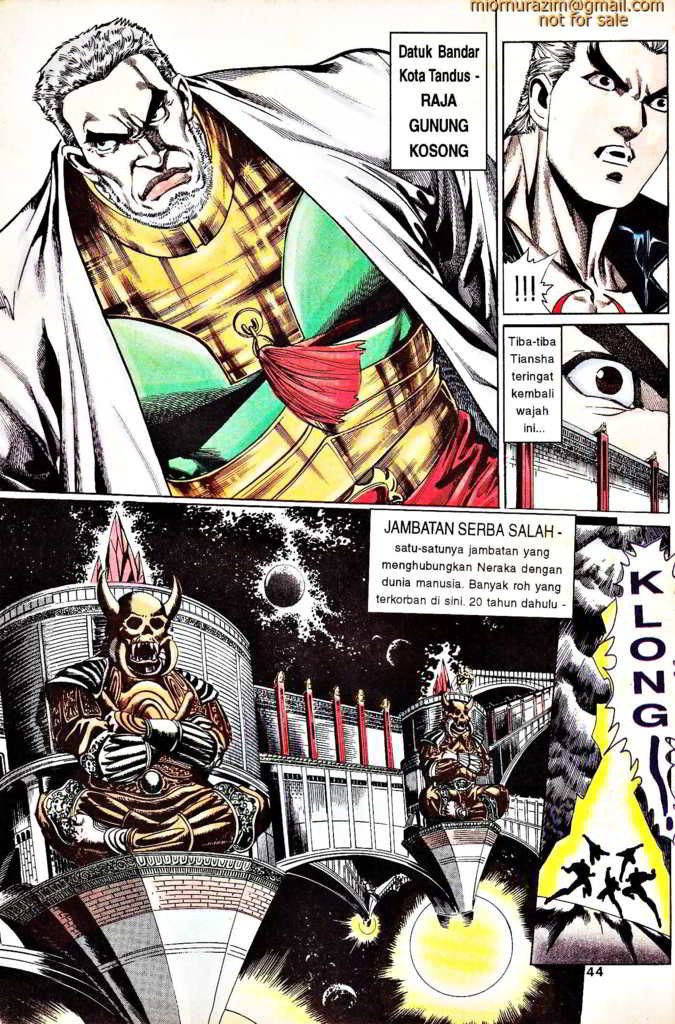 miornurazim@gmail.com
not for sale
Datuk Bandar
Kota Tandus -
RAJA
GUNUNG
KOSONG
!!!
Tiba-tiba
Tiansha
teringat
kembali
wajah
ini...
JAMBATAN SERBA SALAH -
satu-satunya jambatan yang
menghubungkan Neraka dengan
dunia manusia. Banyak roh yang
terkorban di sini. 20 tahun dahulu -
KLONG!
44